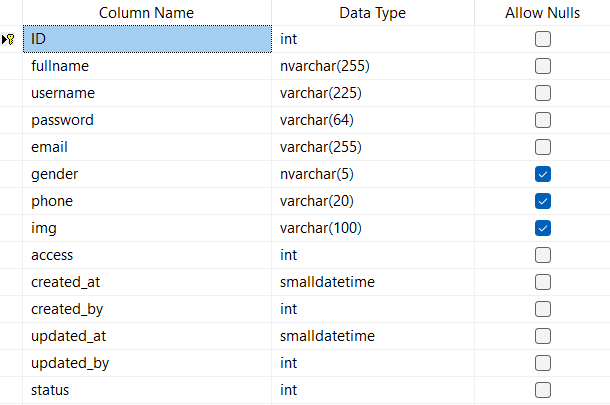 Column Name Data Type Allow Nulls
ID int
fullname nvarchar(255)
username varchar(225)
password varchar(64)
email varchar(255)
gender nvarchar(5)
phone varchar(20)
img varchar(100)
access int
created_at smalldatetime
created_by int
updated_at smalldatetime
updated_by int
status int